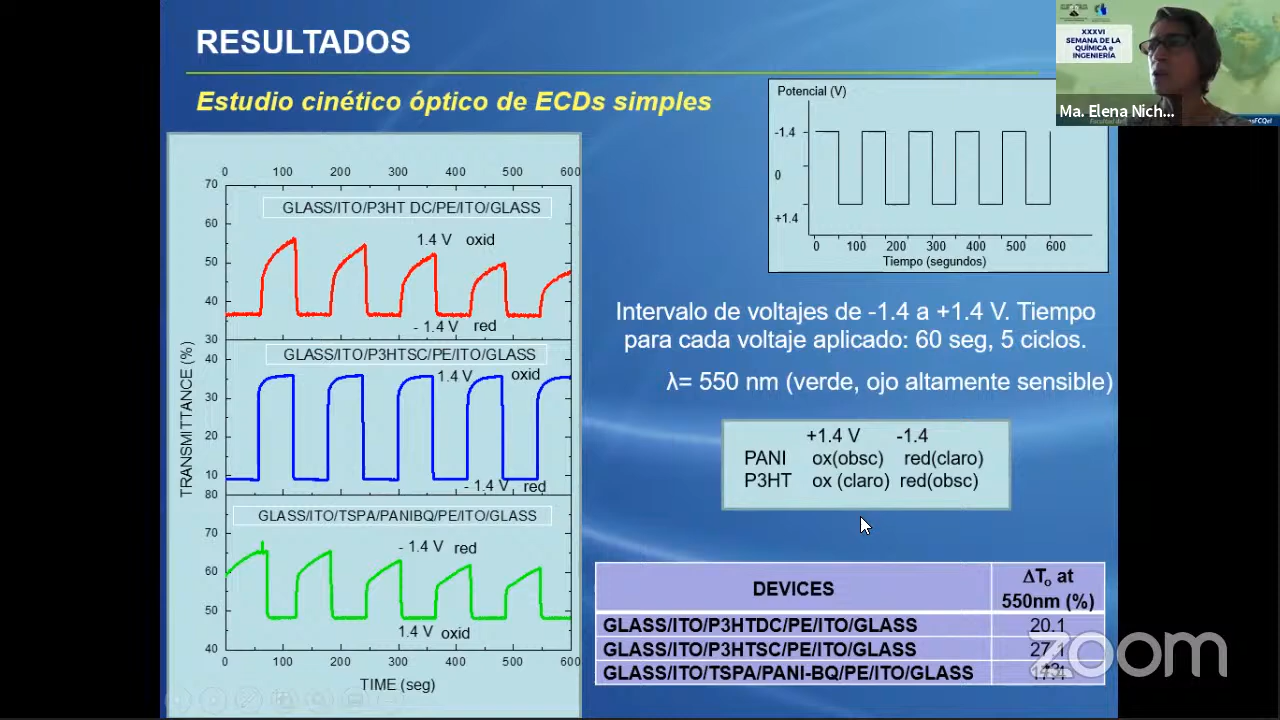 RESULTADOS
Estudio cinético óptico de ECDs simples
XXXVI
SEMANA DE LA
QUÍMICA e
INGENIERÍA
Ma. Elena Nich...
0 100 200 300 400 500 600
70
60
50
40
30
GLASS/ITO/P3HT DC/PE/ITO/GLASS
1.4 V oxid
- 1.4 V red
40
30
20
10
80
GLASS/ITO/P3HTSC/PE/ITO/GLASS
1.4 V oxid
- 1.4 V red
70
60
50
40
GLASS/ITO/TSPA/PANIBQ/PE/ITO/GLASS
- 1.4 V red
1.4 V oxid
0 100 200 300 400 500 600
TRANSMITTANCE (%)
TIME (seg)
Potencial (V)
-1.4
0
+1.4
0 100 200 300 400 500 600
Tiempo (segundos)
Intervalo de voltajes de -1.4 a +1.4 V. Tiempo
para cada voltaje aplicado: 60 seg, 5 ciclos.
λ= 550 nm (verde, ojo altamente sensible)
+1.4 V -1.4
PANI ox(obsc) red(claro)
P3HT ox (claro) red(obsc)
DEVICES ΔTo at
550nm (%)
GLASS/ITO/P3HTDC/PE/ITO/GLASS 20.1
GLASS/ITO/P3HTSC/PE/ITO/GLASS
GLASS/ITO/TSPA/PANI-BQ/PE/ITO/GLASS
zoom